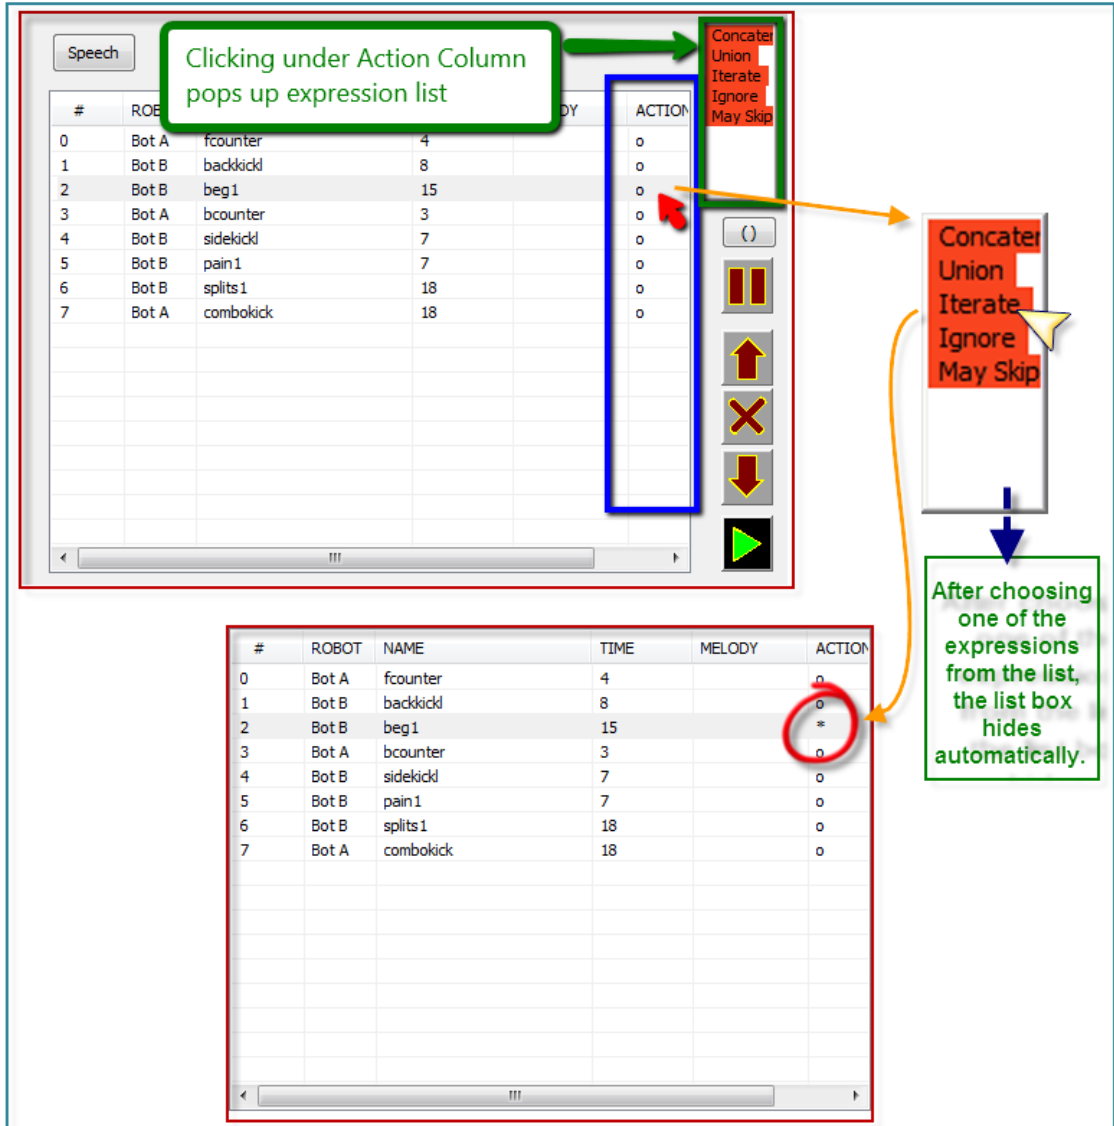 Speech
Clicking under Action Column
pops up expression list
Concater
Union
Iterate
Ignore
May Skip
# ROB DY ACTION
0 Bot A fcounter 4 o
1 Bot B backkickl 8 o
2 Bot B beg1 15 o
3 Bot A bcounter 3 o
4 Bot B sidekickl 7 o
5 Bot B pain1 7 o
6 Bot B splits1 18 o
7 Bot A combokick 18 o
()
Concater
Union
Iterate
Ignore
May Skip
After choosing
one of the
expressions
from the list,
the list box
hides
automatically.
# ROBOT NAME TIME MELODY ACTION
0 Bot A fcounter 4 o
1 Bot B backkickl 8 o
2 Bot B beg1 15 *
3 Bot A bcounter 3 o
4 Bot B sidekickl 7 o
5 Bot B pain1 7 o
6 Bot B splits1 18 o
7 Bot A combokick 18 o